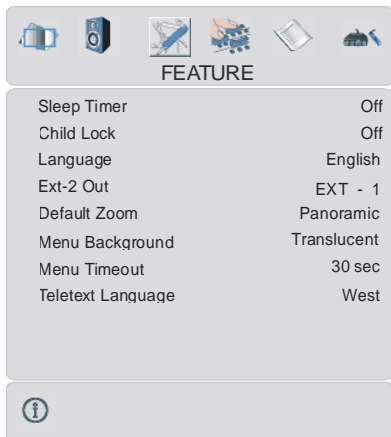 FEATURE
Sleep Timer Off
Child Lock Off
Language English
Ext-2 Out EXT - 1
Default Zoom Panoramic
Menu Background Translucent
Menu Timeout 30 sec
Teletext Language West